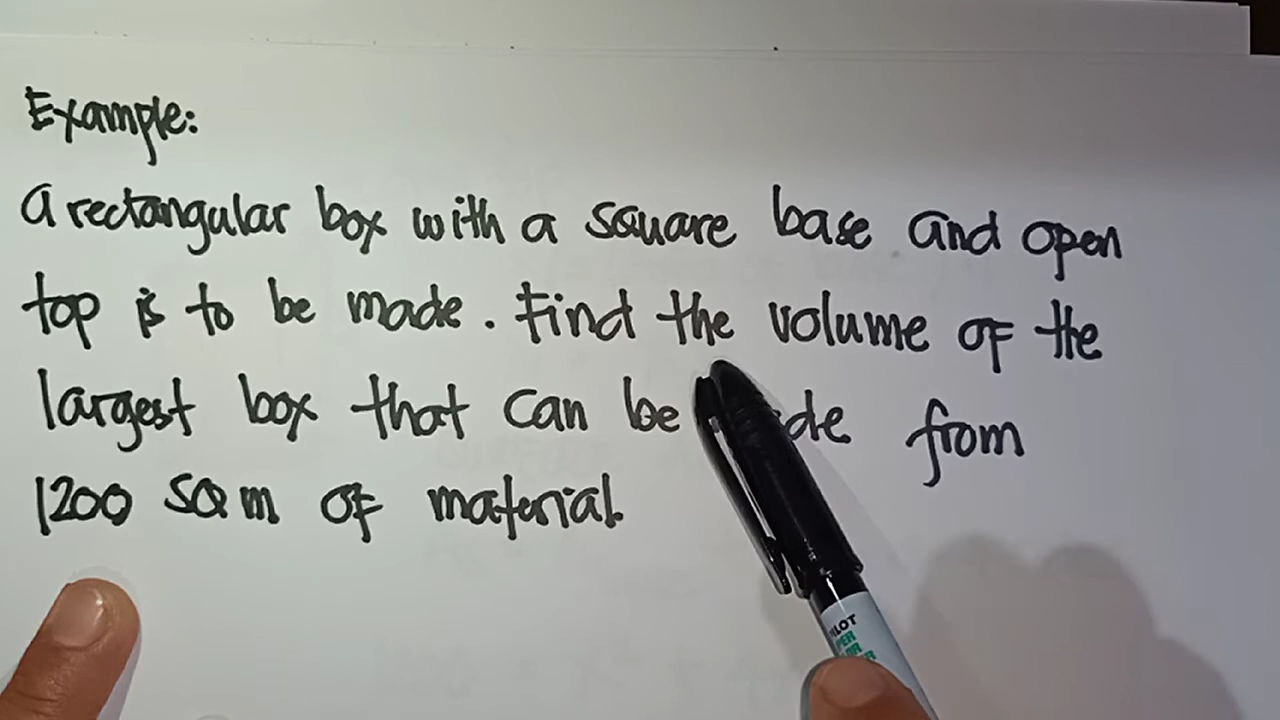 Example:
A rectangular box with a square base and open
top is to be made. Find the volume of the
largest box that can be
from
1200 SQ m of material.
PILOT